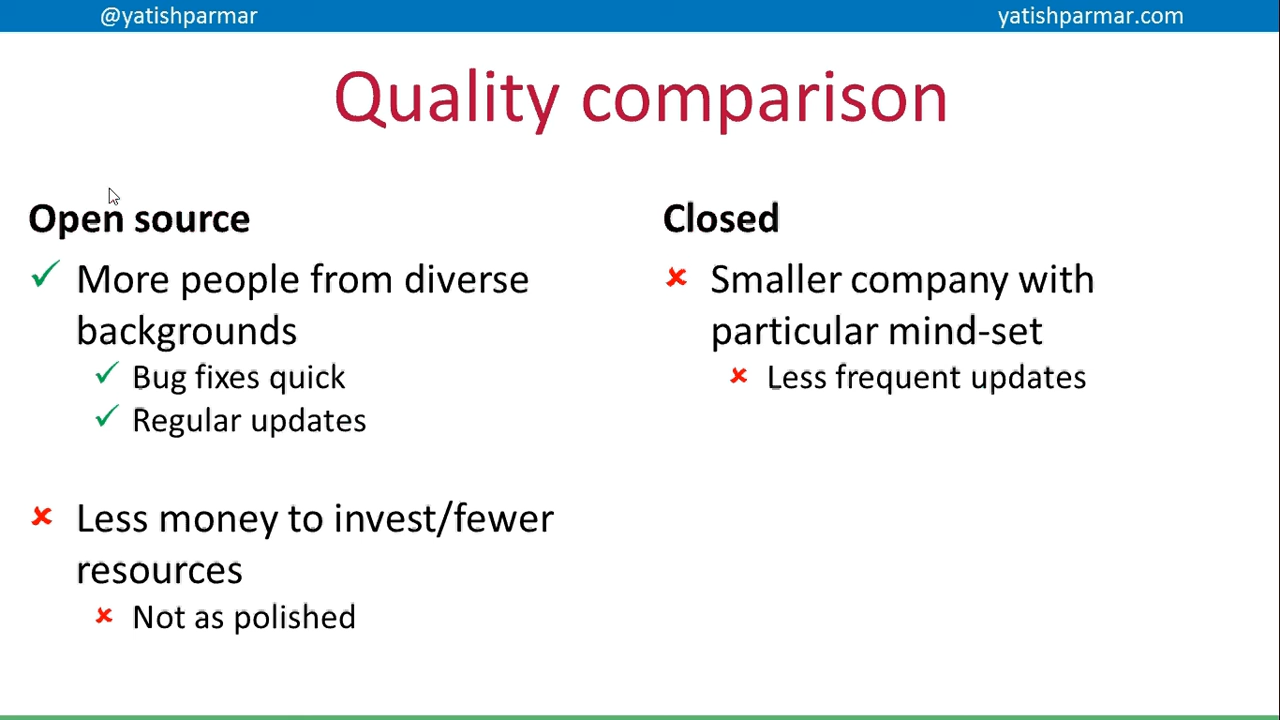 @yatishparmar
yatishparmar.com
Quality comparison
Open source
More people from diverse
backgrounds
Bug fixes quick
Regular updates
Less money to invest/fewer
resources
Not as polished
Closed
Smaller company with
particular mind-set
Less frequent updates